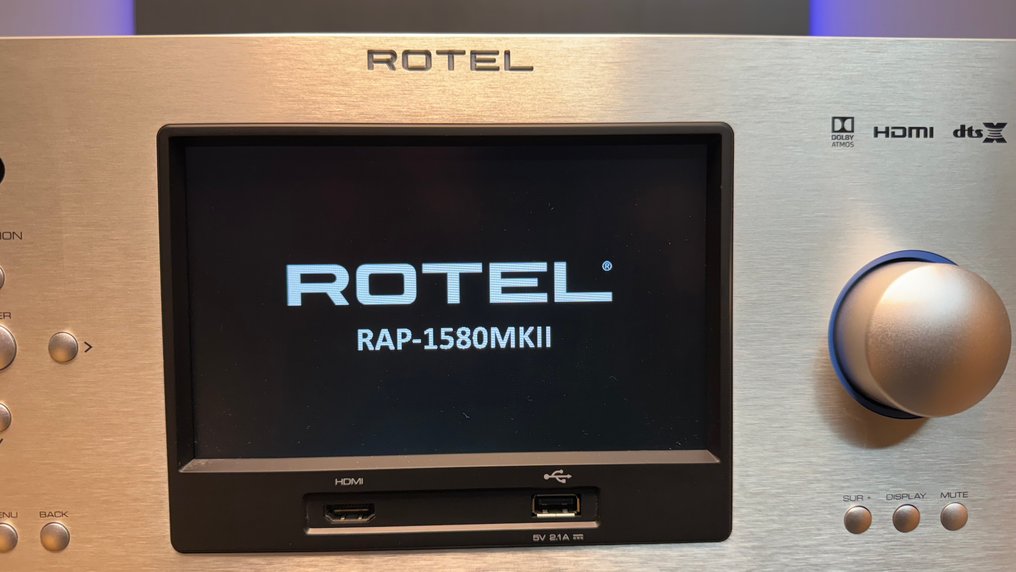 ROTEL
DOLBY
ATMOS
HDMI
dts X
ROTEL®
RAP-1580MKII
HDMI
5V 2.1A
BACK
SUR +
DISPLAY
MUTE